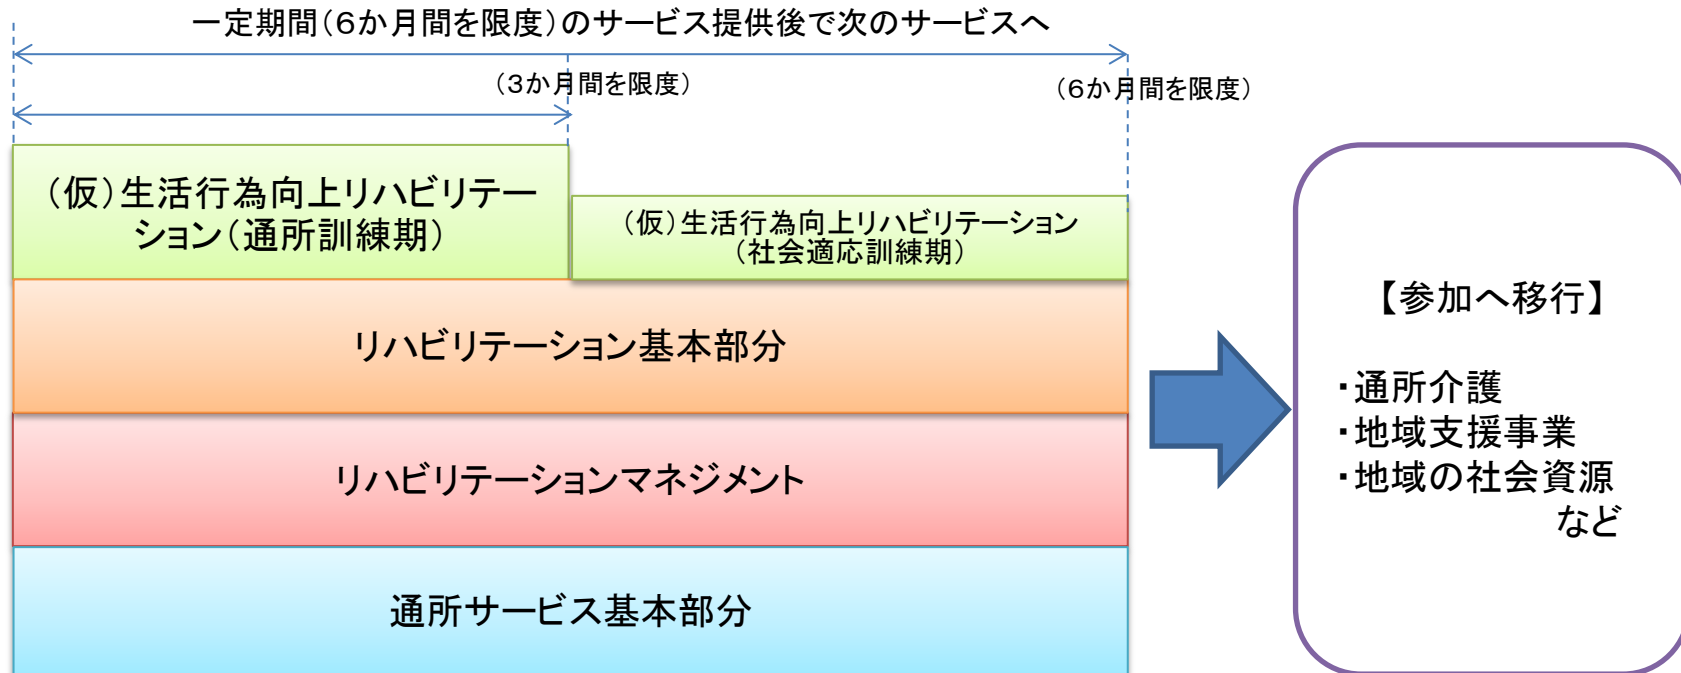 一定期間（６か月間を限度）のサービス提供後で次のサービスへ
（３か月間を限度）
（６か月間を限度）
（仮）生活行為向上リハビリテー
ション（通所訓練期）
（仮）生活行為向上リハビリテーション
（社会適応訓練期）
リハビリテーション基本部分
リハビリテーションマネジメント
通所サービス基本部分
【参加へ移行】
・通所介護
・地域支援事業
・地域の社会資源
など